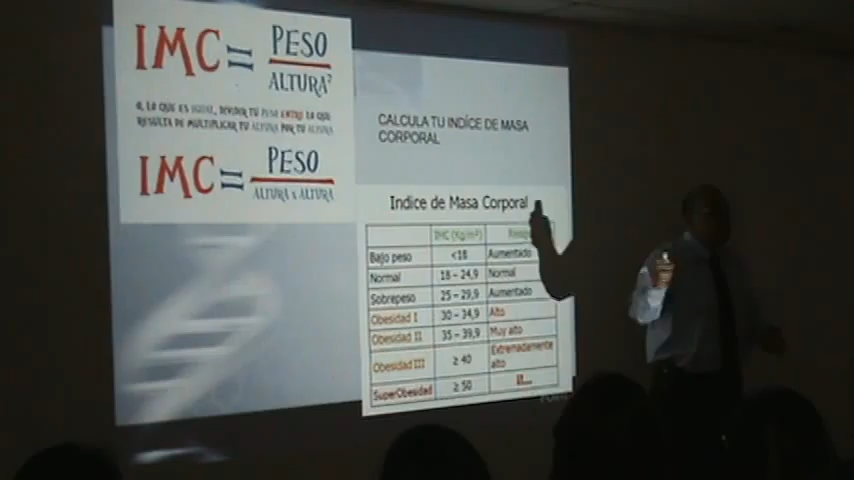 IMC = PESO
ALTURA²
O, LO QUE ES IGUAL, DIVIDIR TU PESO ENTRE LO QUE
RESULTA DE MULTIPLICAR TU ALTURA POR TU ALTURA
IMC = PESO
ALTURA x ALTURA
CALCULA TU INDÍCE DE MASA
CORPORAL
Indice de Masa Corporal
IMC (Kg/m²)
Bajo peso <18 Aumentado
Normal 18 – 24,9 Normal
Sobrepeso 25 – 29,9 Aumentado
Obesidad I 30 – 34,9 Alto
Obesidad II 35 – 39,9 Muy alto
Obesidad III ≥ 40 Extremadamente
alto
SuperObesidad ≥ 50